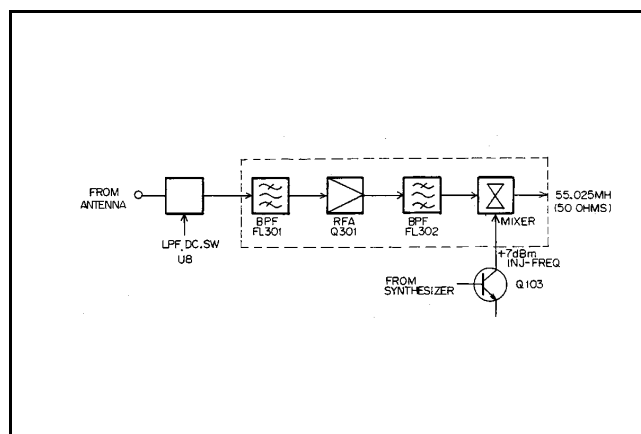 FROM
ANTENNA
LPF, DC, SW
U8
BPF
FL301
RFA
Q301
BPF
FL302
MIXER
55.025MH
(50 OHMS)
+7dBm
INJ-FREQ
FROM
SYNTHESIZER
Q103